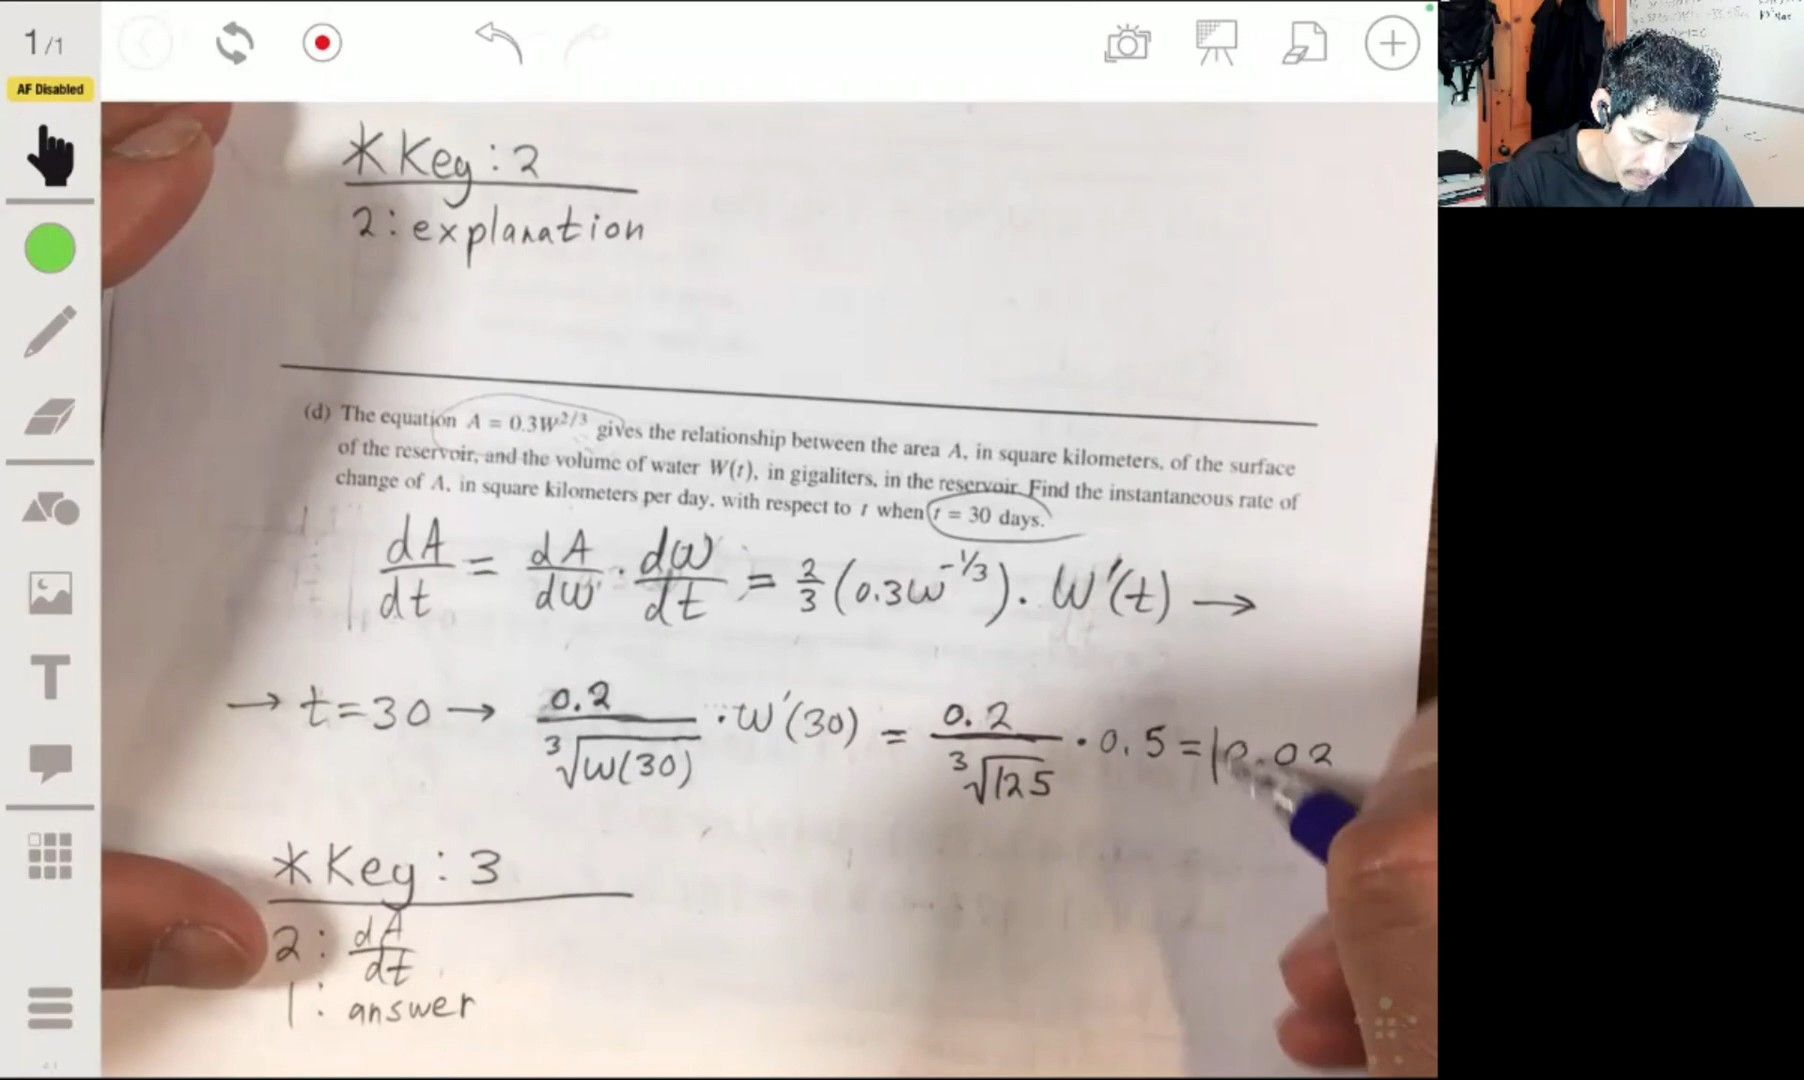 1/1
AF Disabled
T
*Key: 2
2: explanation
(d) The equation A = 0.3W^{2/3} gives the relationship between the area A, in square kilometers, of the surface
of the reservoir, and the volume of water W(t), in gigaliters, in the reservoir. Find the instantaneous rate of
change of A, in square kilometers per day, with respect to t when t = 30 days.
dA/dt = dA/dW · dW/dt = 2/3 (0.3W^{-1/3}) · W'(t) →
→ t=30 → 0.2/∛W(30) · W'(30) = 0.2/∛125 · 0.5 = 0.02
*Key: 3
2: dA/dt
1: answer